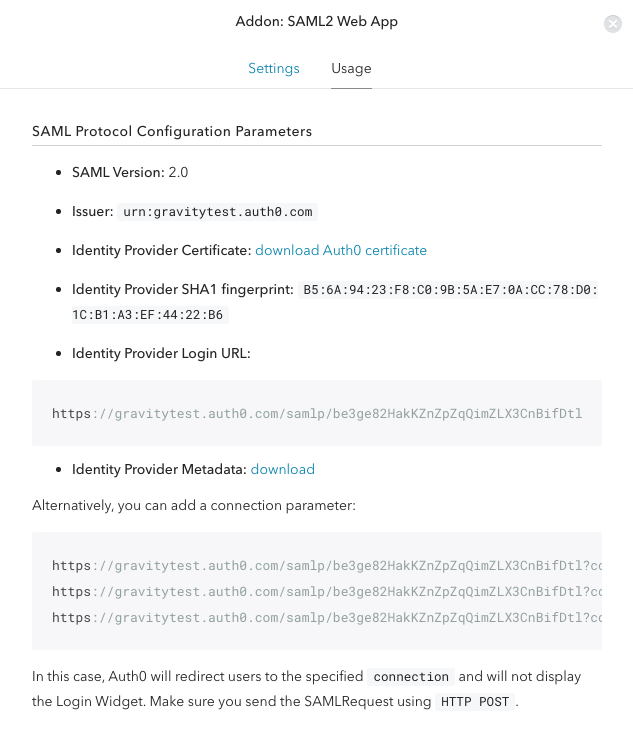 Addon: SAML2 Web App
Settings Usage
SAML Protocol Configuration Parameters
SAML Version: 2.0
Issuer: urn:gravitytest.auth0.com
Identity Provider Certificate: download Auth0 certificate
Identity Provider SHA1 fingerprint: B5:6A:94:23:F8:C0:9B:5A:E7:0A:CC:78:D0:
1C:B1:A3:EF:44:22:B6
Identity Provider Login URL:
https://gravitytest.auth0.com/samlp/be3ge82HakKZnZpZqQimZLX3CnBifDtl
Identity Provider Metadata: download
Alternatively, you can add a connection parameter:
https://gravitytest.auth0.com/samlp/be3ge82HakKZnZpZqQimZLX3CnBifDtl?co
https://gravitytest.auth0.com/samlp/be3ge82HakKZnZpZqQimZLX3CnBifDtl?co
https://gravitytest.auth0.com/samlp/be3ge82HakKZnZpZqQimZLX3CnBifDtl?co
In this case, Auth0 will redirect users to the specified connection and will not display
the Login Widget. Make sure you send the SAMLRequest using HTTP POST.